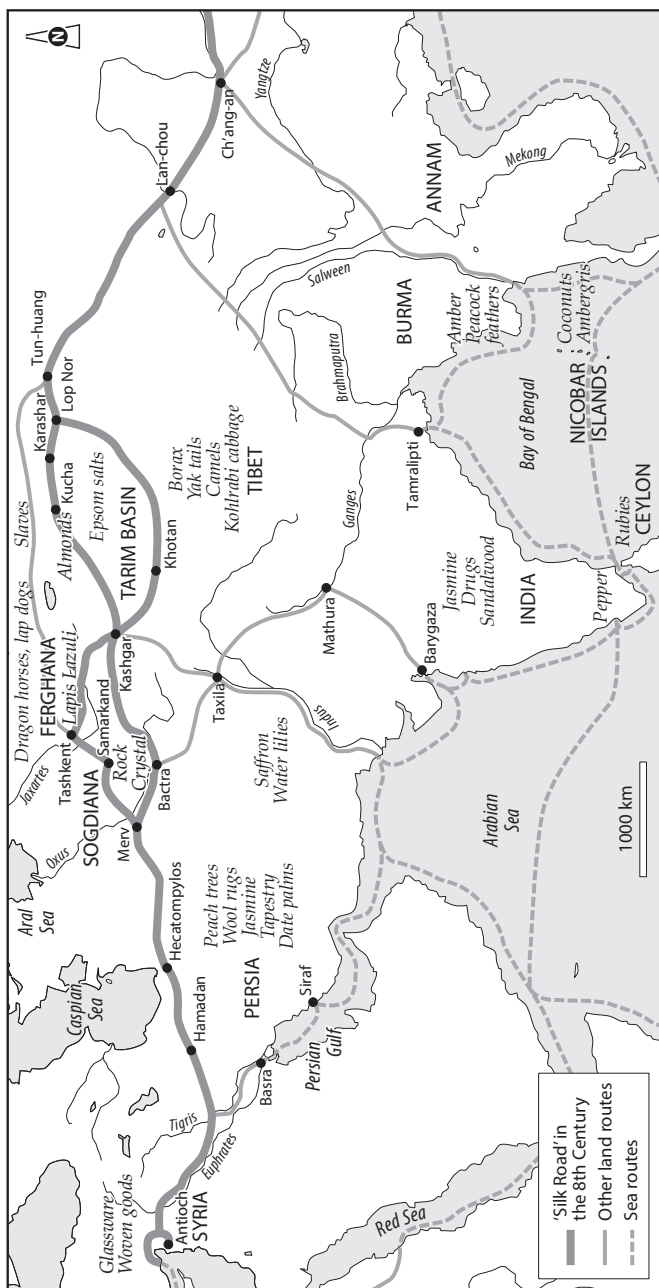 N
Aral
Sea
Caspian
Sea
Jaxartes
Oxus
Dragon horses, lap dogs
Slaves
FERGHANA
Lapis Lazuli
Tashkent
Samarkand
SOGDIANA
Rock
Crystal
Merv
Bactra
Kashgar
Almonds
Kucha
Karashar
Lop Nor
Tun-huang
Epsom salts
TARIM BASIN
Khotan
Lan-chou
Ch'ang-an
Yangtze
Glassware
Woven goods
Antioch
SYRIA
Tigris
Euphrates
Hamadan
Hecatompylos
Peach trees
Wool rugs
Jasmine
Tapestry
Date palms
PERSIA
Basra
Siraf
Persian
Gulf
Taxila
Saffron
Water lilies
Indus
Borax
Yak tails
Camels
Kohlrabi cabbage
TIBET
Mathura
Ganges
Brahmaputra
Salween
BURMA
Amber
Peacock
feathers
ANNAM
Mekong
Tamralipti
Barygaza
Jasmine
Drugs
Sandalwood
INDIA
Pepper
Rubies
CEYLON
Bay of Bengal
Coconuts
Ambergris
NICOBAR
ISLANDS
Arabian
Sea
Red Sea
1000 km
'Silk Road' in
the 8th Century
Other land routes
Sea routes